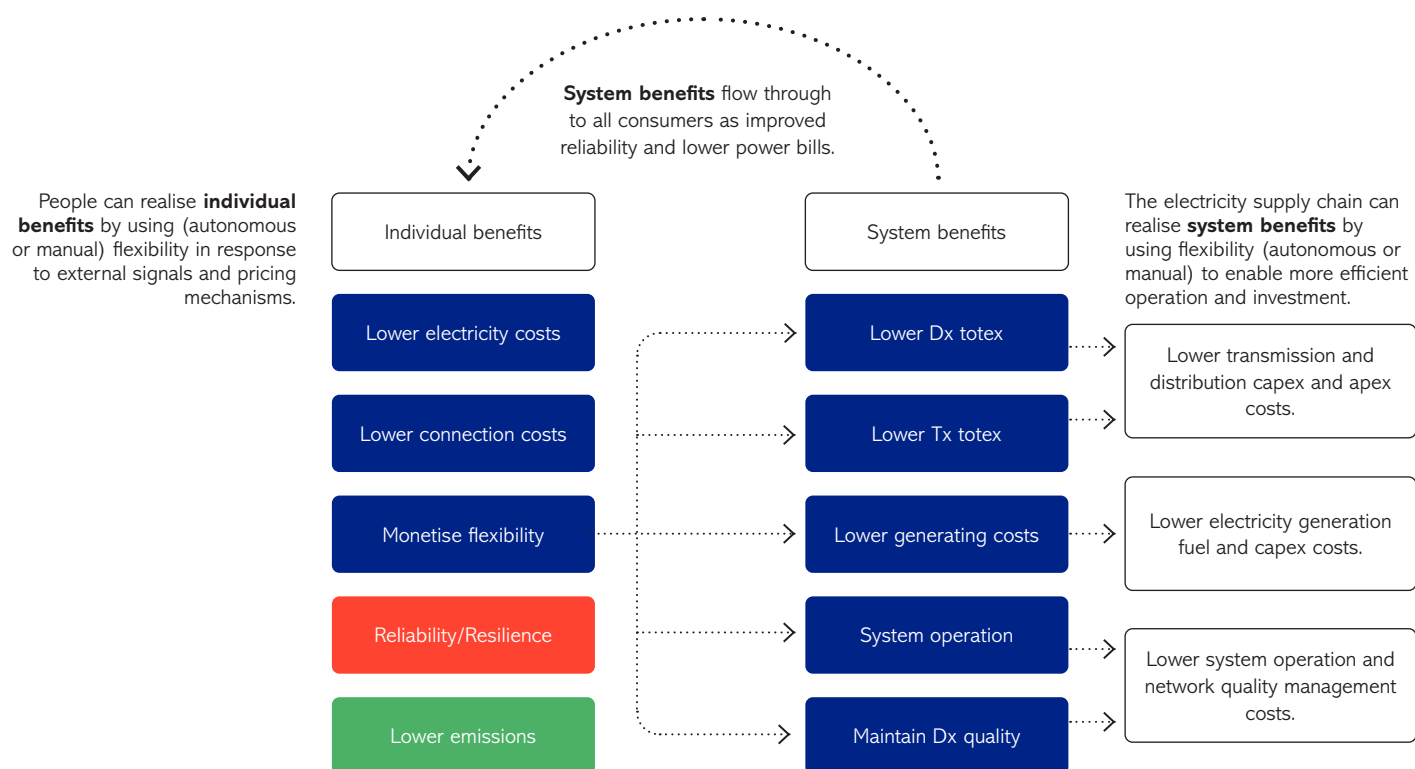 System benefits flow through
to all consumers as improved
reliability and lower power bills.
People can realise individual
benefits by using (autonomous
or manual) flexibility in response
to external signals and pricing
mechanisms.
Individual benefits
System benefits
The electricity supply chain can
realise system benefits by
using flexibility (autonomous or
manual) to enable more efficient
operation and investment.
Lower electricity costs
Lower Dx totex
Lower transmission and
distribution capex and apex
costs.
Lower connection costs
Lower Tx totex
Monetise flexibility
Lower generating costs
Lower electricity generation
fuel and capex costs.
Reliability/Resilience
System operation
Lower system operation and
network quality management
costs.
Lower emissions
Maintain Dx quality